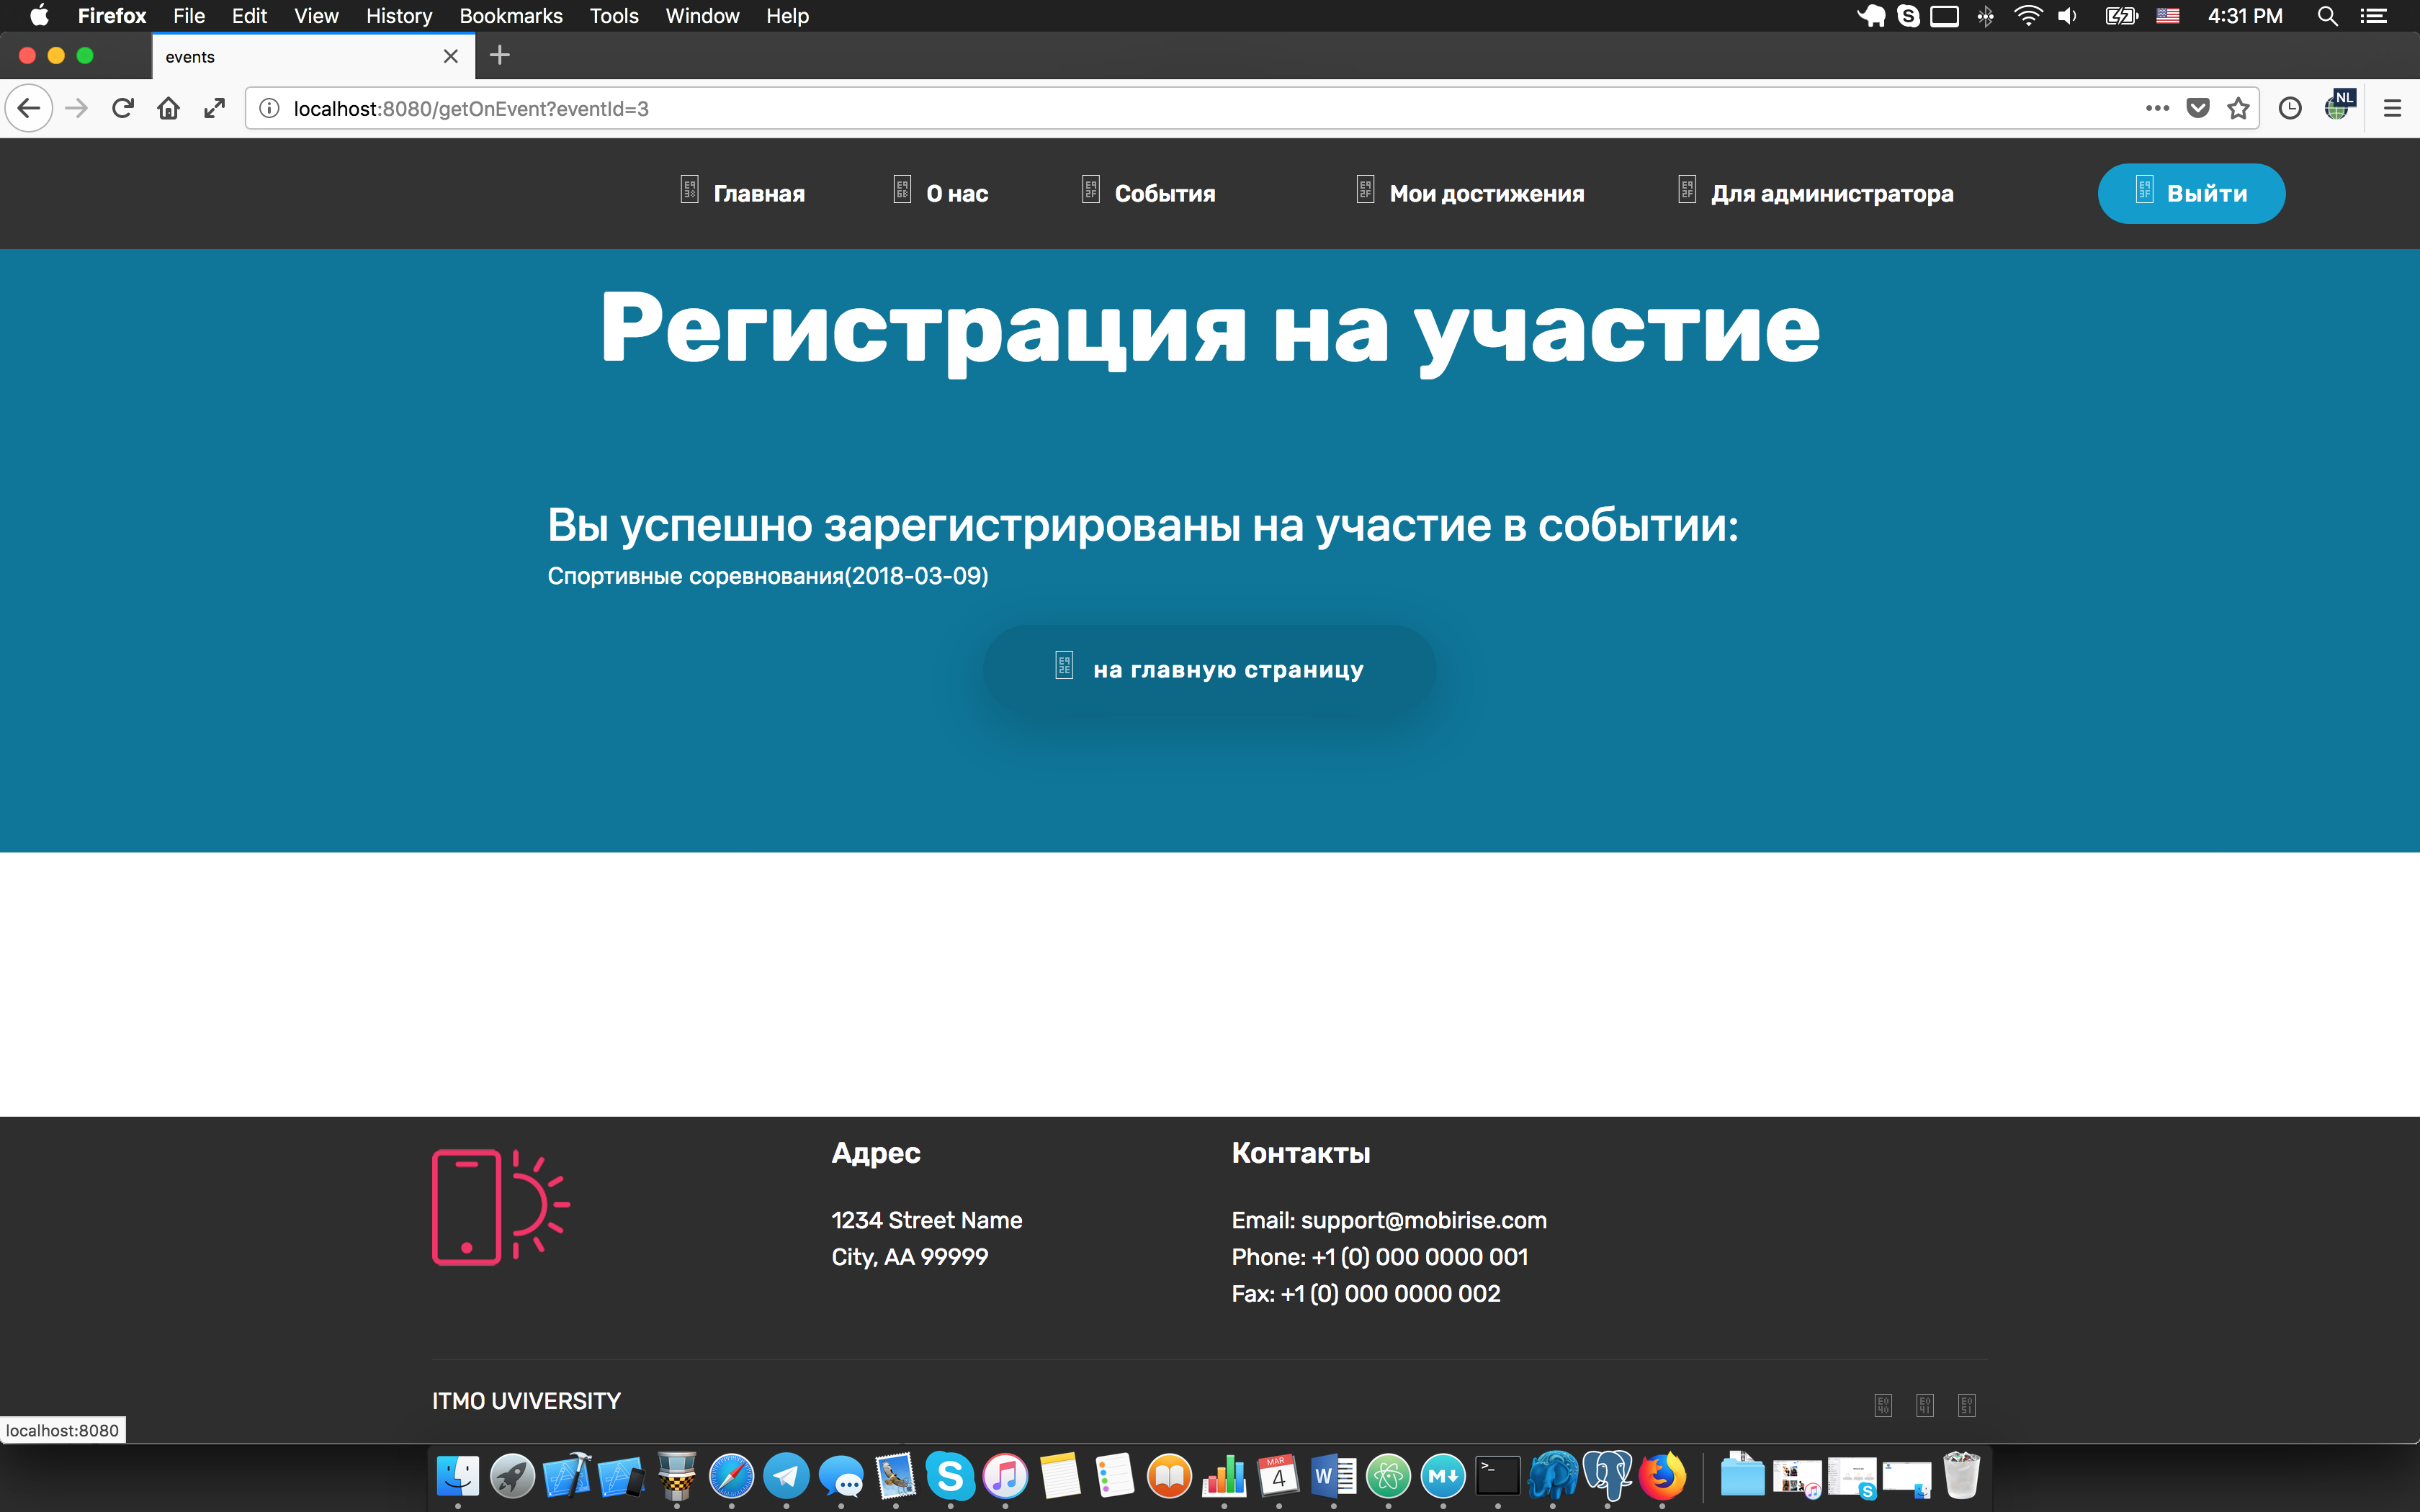 Firefox File Edit View History Bookmarks Tools Window Help 4:31 PM
events
localhost:8080/getOnEvent?eventId=3
NL
Главная О нас События Мои достижения Для администратора Выйти
Регистрация на участие
Вы успешно зарегистрированы на участие в событии:
Спортивные соревнования(2018-03-09)
на главную страницу
Адрес
1234 Street Name
City, AA 99999
Контакты
Email: support@mobirise.com
Phone: +1 (0) 000 0000 001
Fax: +1 (0) 000 0000 002
ITMO UVIVERSITY
localhost:8080
MAR
4